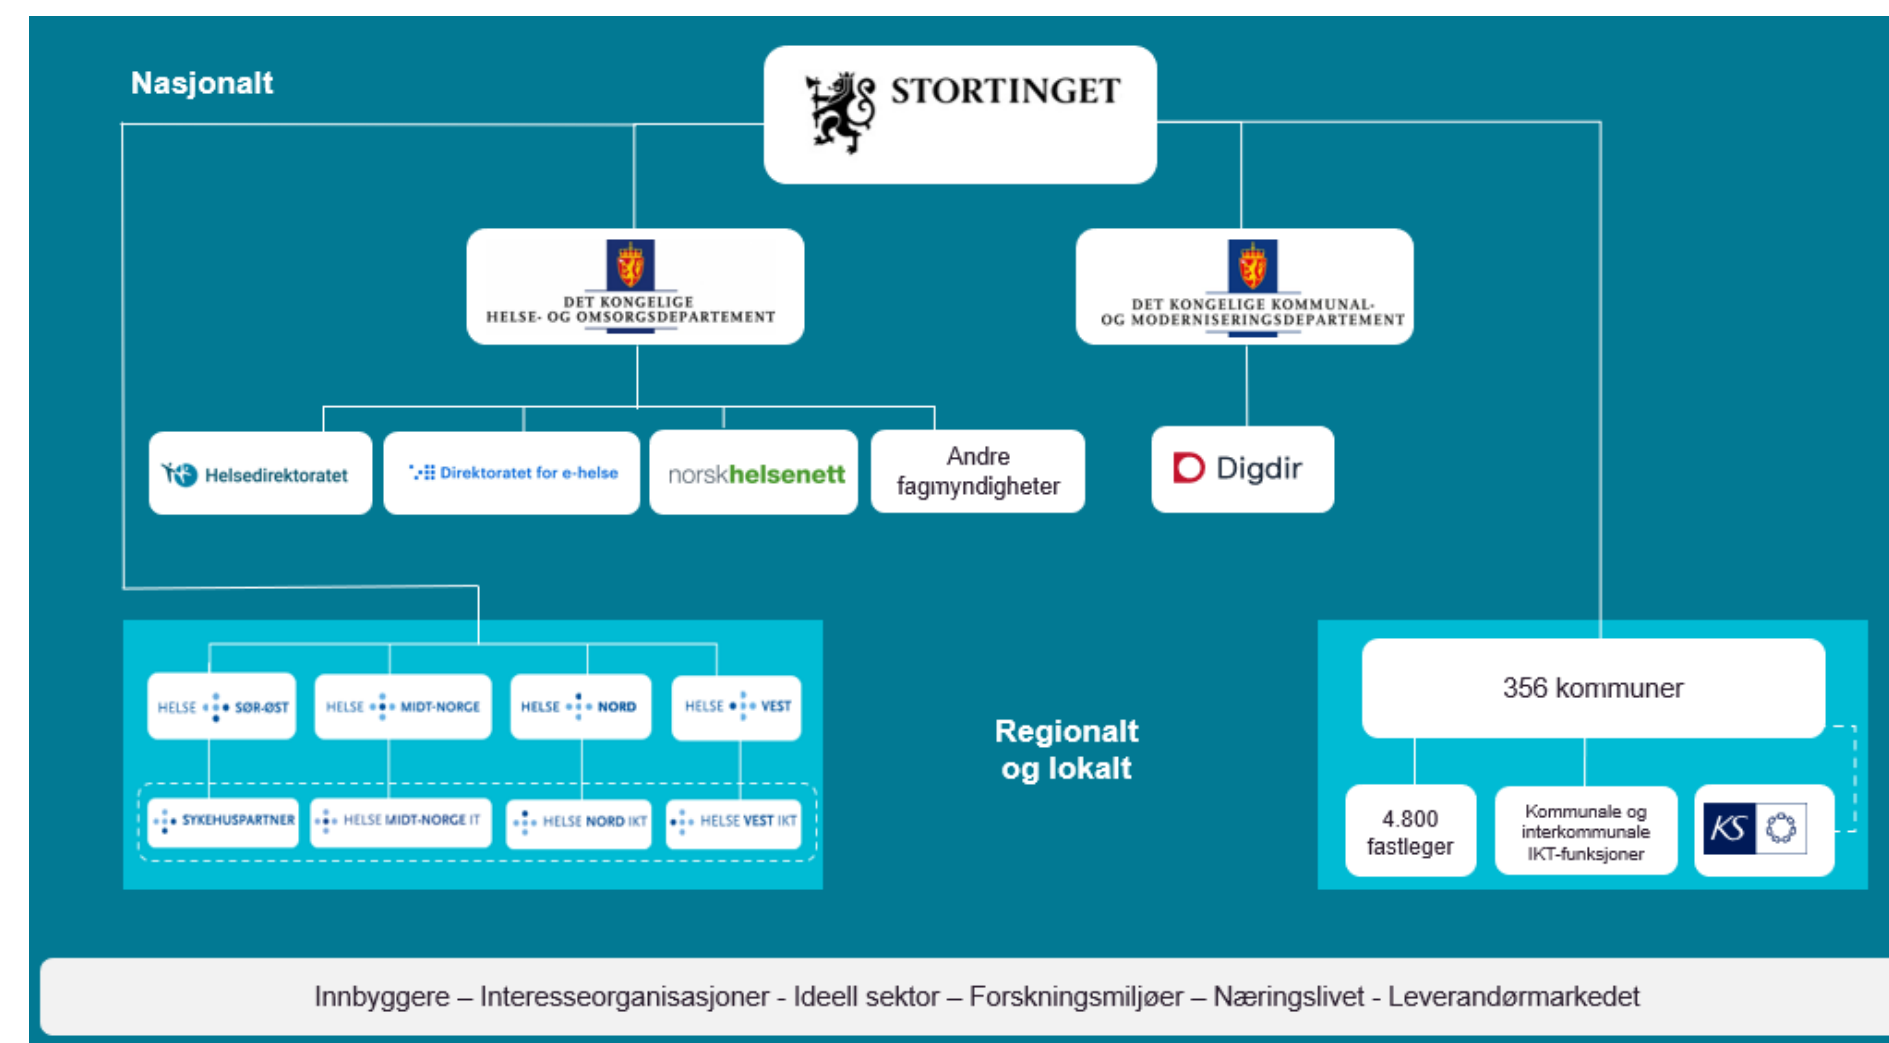 Nasjonalt
STORTINGET
DET KONGELIGE
HELSE- OG OMSORGSDEPARTEMENT
DET KONGELIGE KOMMUNAL-
OG MODERNISERINGSDEPARTEMENT
Helsedirektoratet
Direktoratet for e-helse
norskhelsenett
Andre
fagmyndigheter
Digdir
HELSE SØR-ØST
HELSE MIDT-NORGE
HELSE NORD
HELSE VEST
SYKEHUSPARTNER
HELSE MIDT-NORGE IT
HELSE NORD IKT
HELSE VEST IKT
Regionalt
og lokalt
356 kommuner
4.800
fastleger
Kommunale og
interkommunale
IKT-funksjoner
KS
Innbyggere – Interesseorganisasjoner - Ideell sektor – Forskningsmiljøer – Næringslivet - Leverandørmarkedet